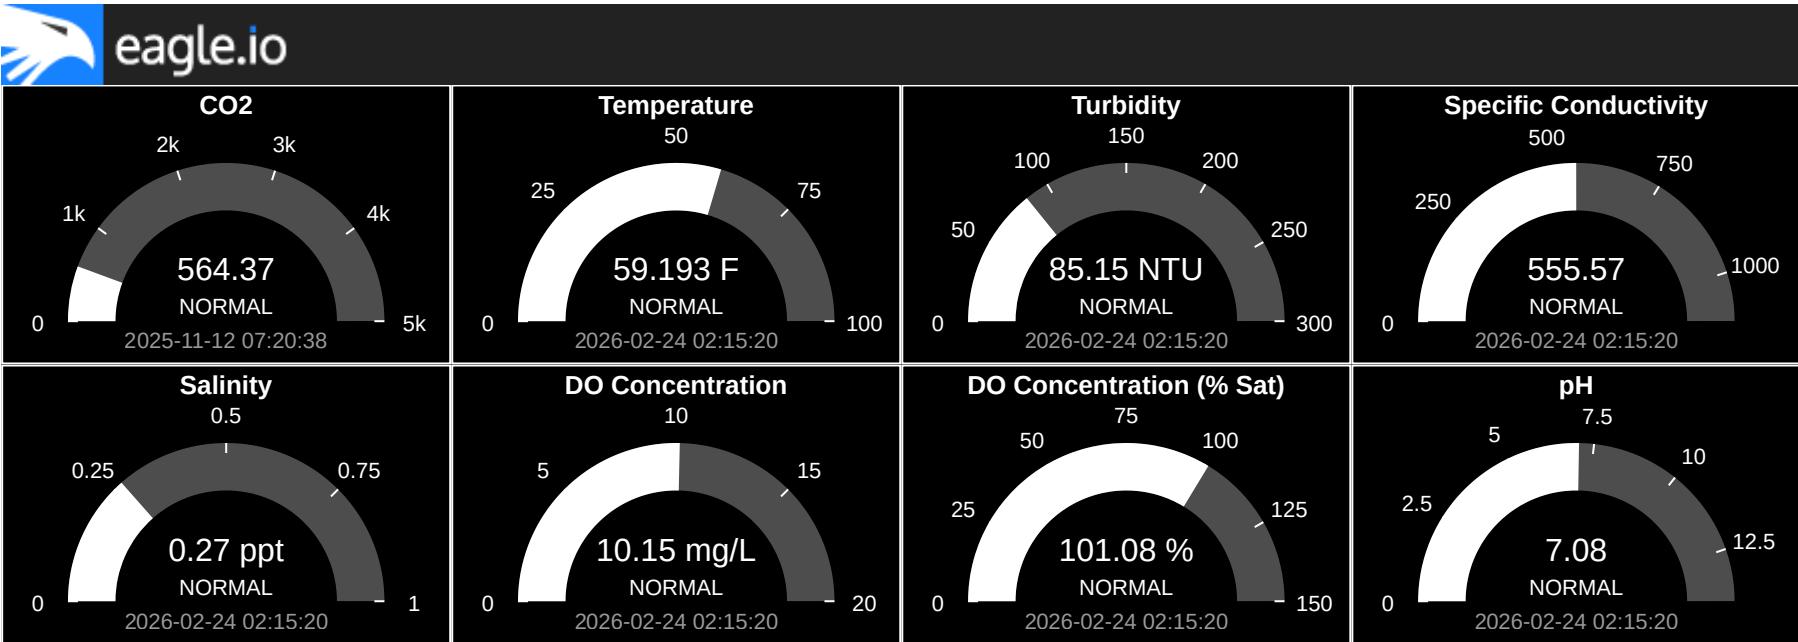 eagle.io
CO2
2k
3k
1k
4k
564.37
NORMAL
0
5k
2025-11-12 07:20:38
Temperature
50
25
75
59.193 F
NORMAL
0
100
2026-02-24 02:15:20
Turbidity
150
100
200
50
250
85.15 NTU
NORMAL
0
300
2026-02-24 02:15:20
Specific Conductivity
500
750
250
1000
555.57
NORMAL
0
2026-02-24 02:15:20
Salinity
0.5
0.25
0.75
0.27 ppt
NORMAL
0
1
2026-02-24 02:15:20
DO Concentration
10
5
15
10.15 mg/L
NORMAL
0
20
2026-02-24 02:15:20
DO Concentration (% Sat)
75
50
100
25
125
101.08 %
NORMAL
0
150
2026-02-24 02:15:20
pH
7.5
5
10
2.5
12.5
7.08
NORMAL
0
2026-02-24 02:15:20